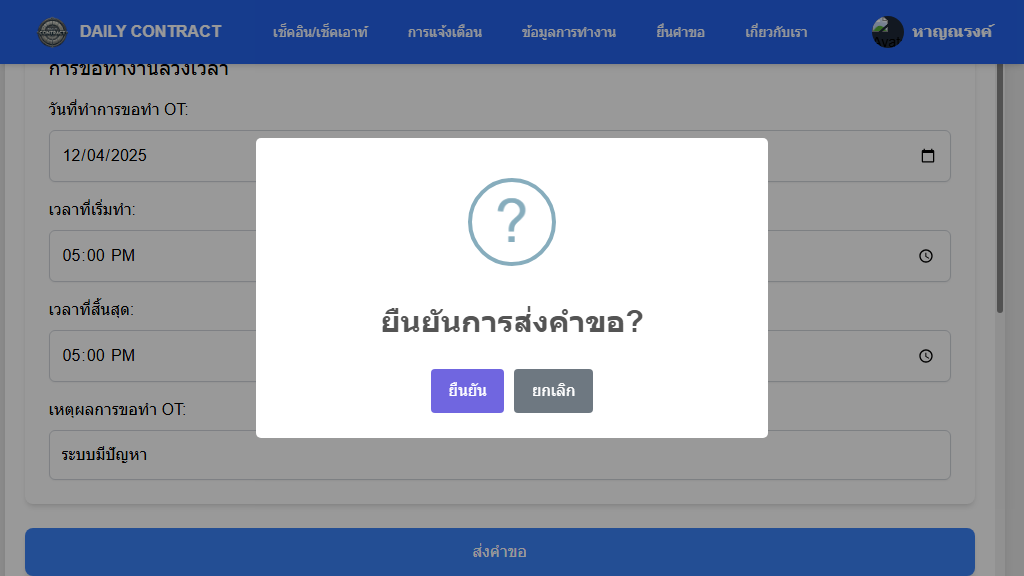 DAILY CONTRACT
เช็คอิน/เช็คเอาท์
การแจ้งเตือน
ข้อมูลการทำงาน
ยื่นคำขอ
เกี่ยวกับเรา
หาญณรงค์
การขอทำงานล่วงเวลา
วันที่ทำการขอทำ OT:
12/04/2025
เวลาที่เริ่มทำ:
05:00 PM
เวลาที่สิ้นสุด:
05:00 PM
เหตุผลการขอทำ OT:
ระบบมีปัญหา
?
ยืนยันการส่งคำขอ?
ยืนยัน
ยกเลิก
ส่งคำขอ